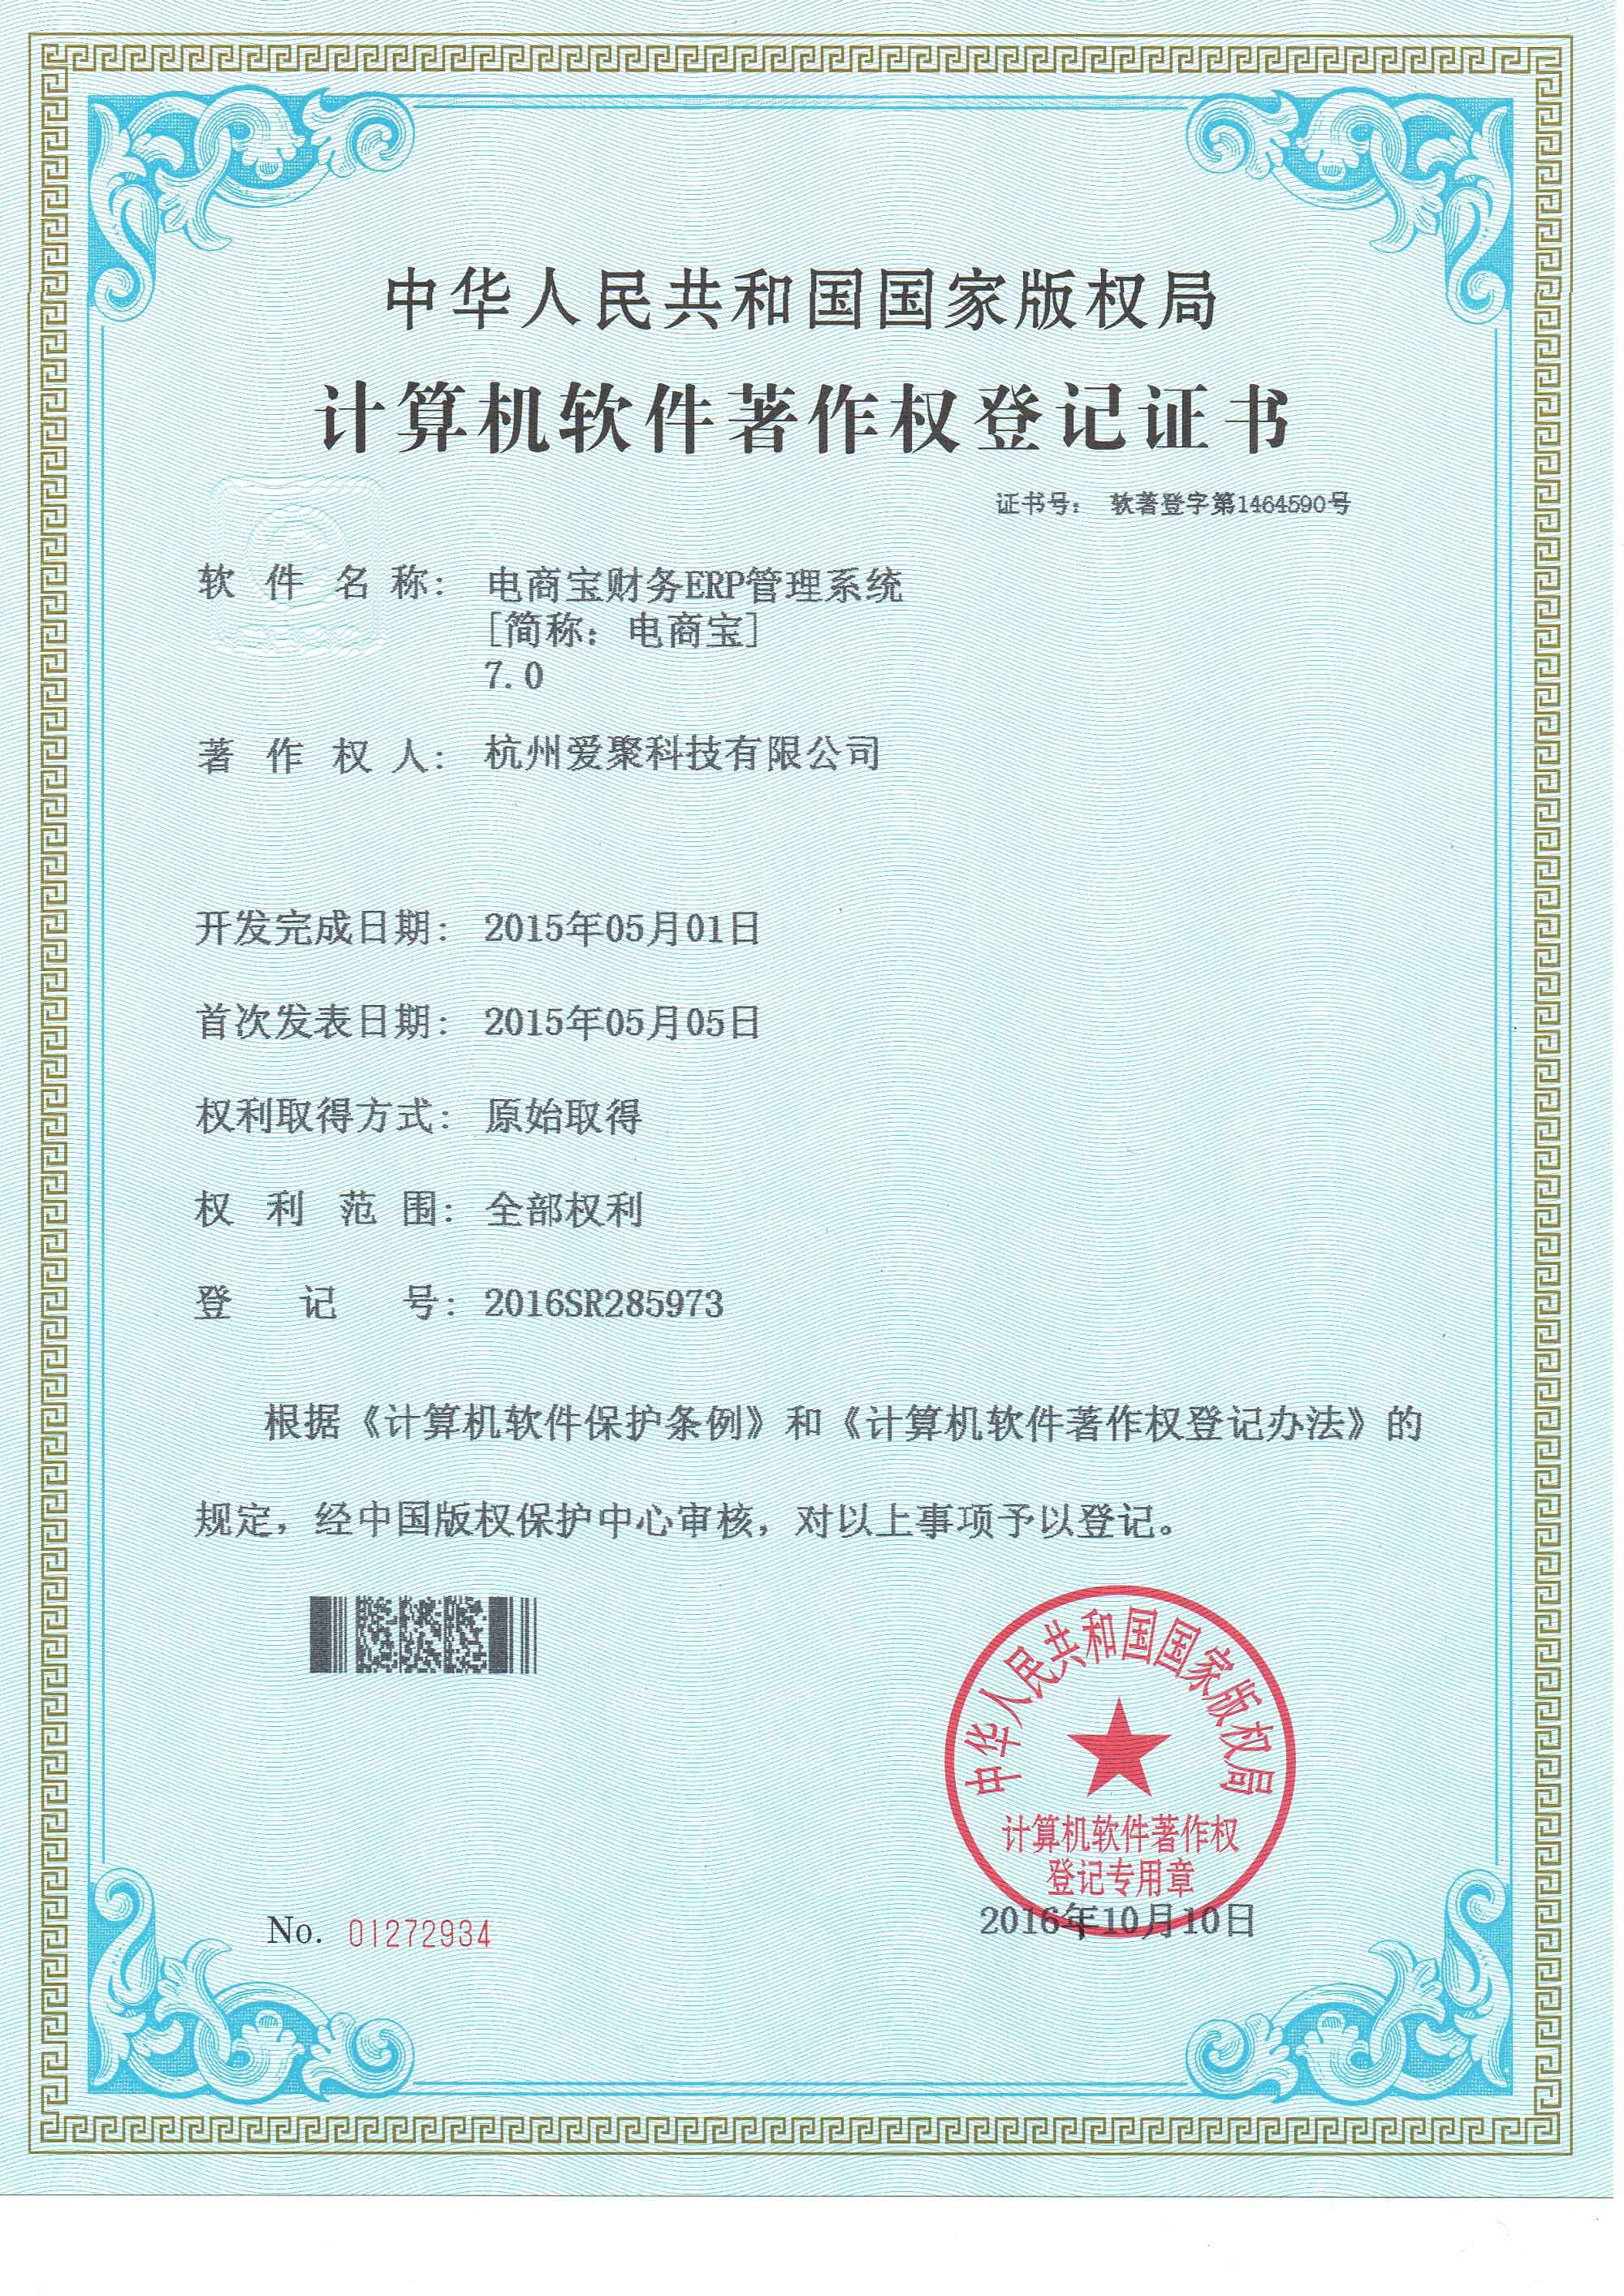 中华人民共和国国家版权局
计算机软件著作权登记证书
证书号： 软著登字第1464590号
软件名称： 电商宝财务ERP管理系统
[简称：电商宝]
7.0
著作权人： 杭州爱聚科技有限公司
开发完成日期： 2015年05月01日
首次发表日期： 2015年05月05日
权利取得方式： 原始取得
权利范围： 全部权利
登记号： 2016SR285973
根据《计算机软件保护条例》和《计算机软件著作权登记办法》的
规定，经中国版权保护中心审核，对以上事项予以登记。
中华人民共和国国家版权局
计算机软件著作权
登记专用章
No. 01272934
2016年10月10日